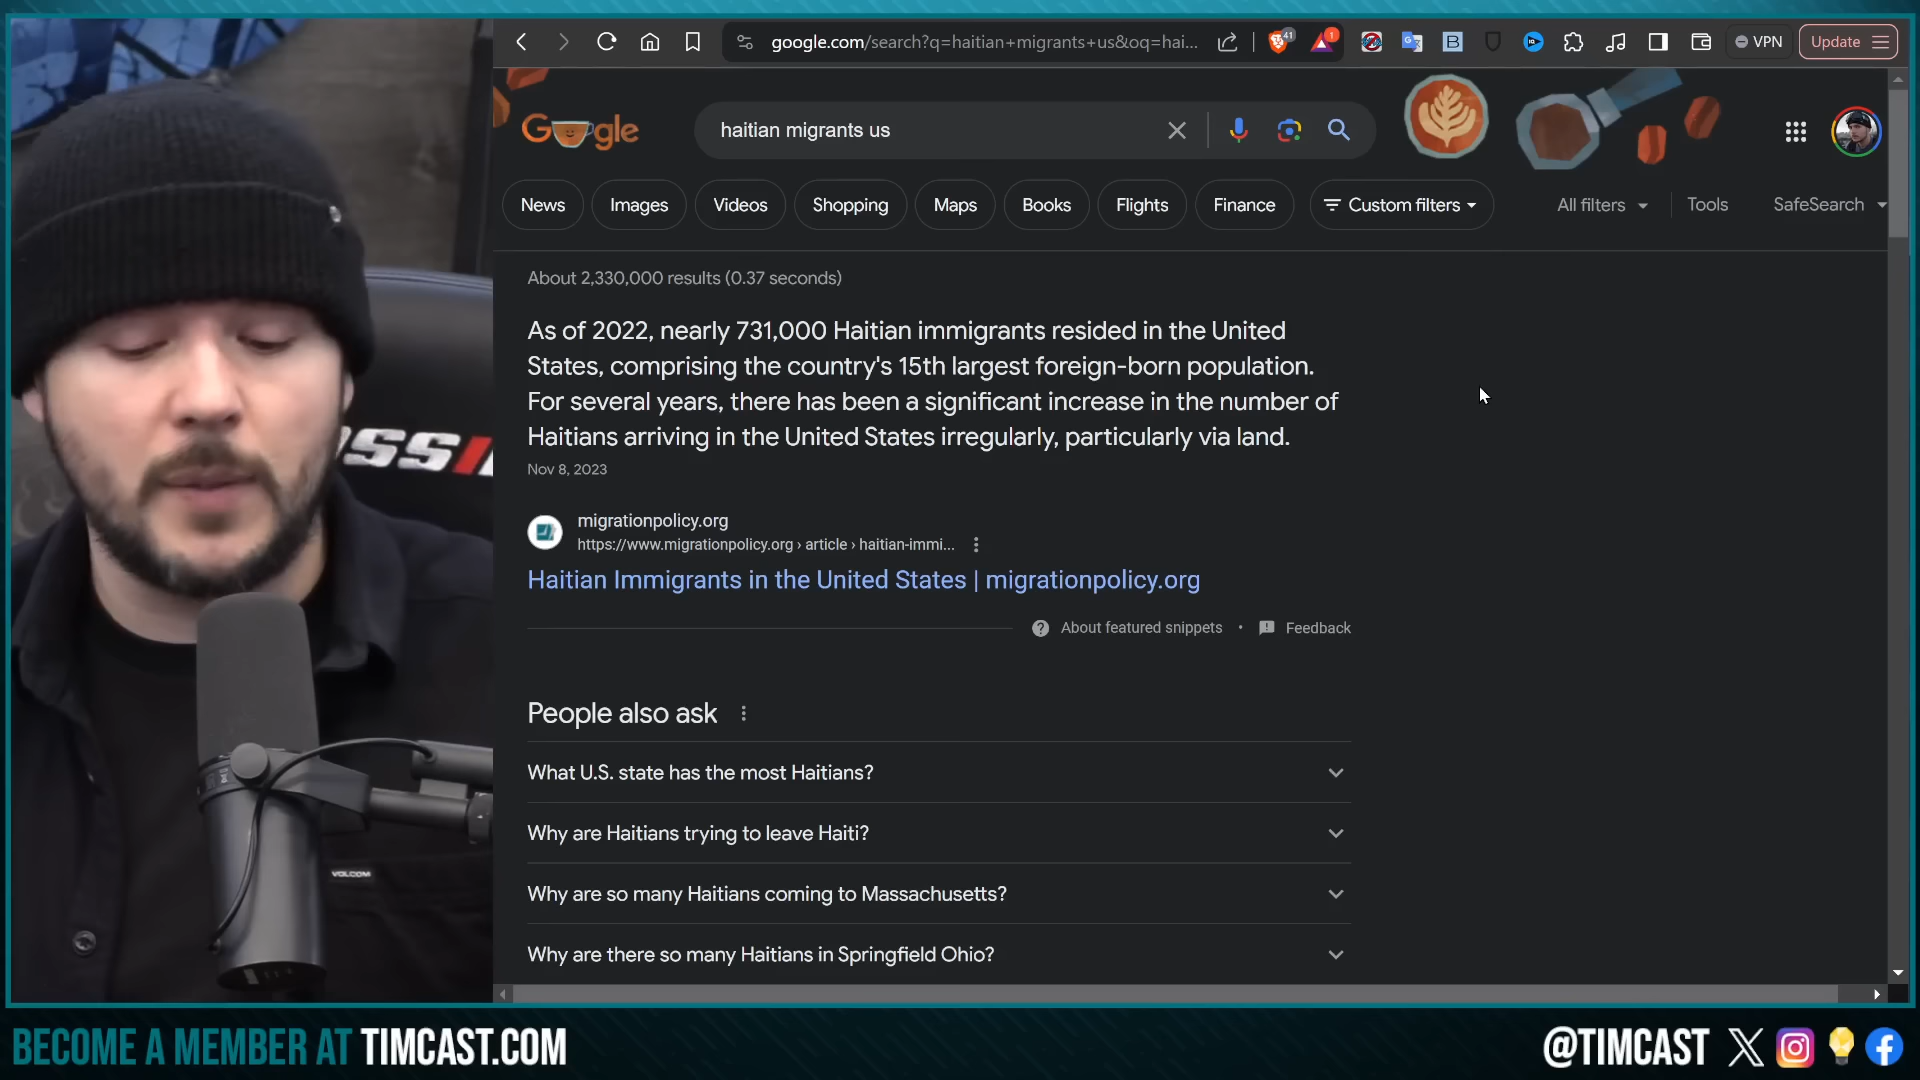 google.com/search?q=haitian+migrants+us&oq=hai...
41
1
VPN
Update
Google
haitian migrants us
News
Images
Videos
Shopping
Maps
Books
Flights
Finance
Custom filters
All filters
Tools
SafeSearch
About 2,330,000 results (0.37 seconds)
As of 2022, nearly 731,000 Haitian immigrants resided in the United
States, comprising the country's 15th largest foreign-born population.
For several years, there has been a significant increase in the number of
Haitians arriving in the United States irregularly, particularly via land.
Nov 8, 2023
migrationpolicy.org
https://www.migrationpolicy.org › article › haitian-immi...
Haitian Immigrants in the United States | migrationpolicy.org
About featured snippets • Feedback
People also ask
What U.S. state has the most Haitians?
Why are Haitians trying to leave Haiti?
Why are so many Haitians coming to Massachusetts?
Why are there so many Haitians in Springfield Ohio?
VOLCOM
BECOME A MEMBER AT TIMCAST.COM
@TIMCAST